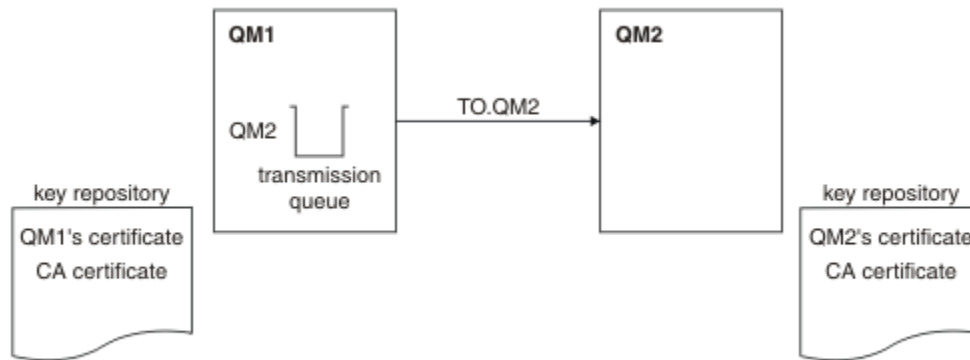 QM1
QM2
TO.QM2
QM2
transmission
queue
key repository
QM1's certificate
CA certificate
key repository
QM2's certificate
CA certificate